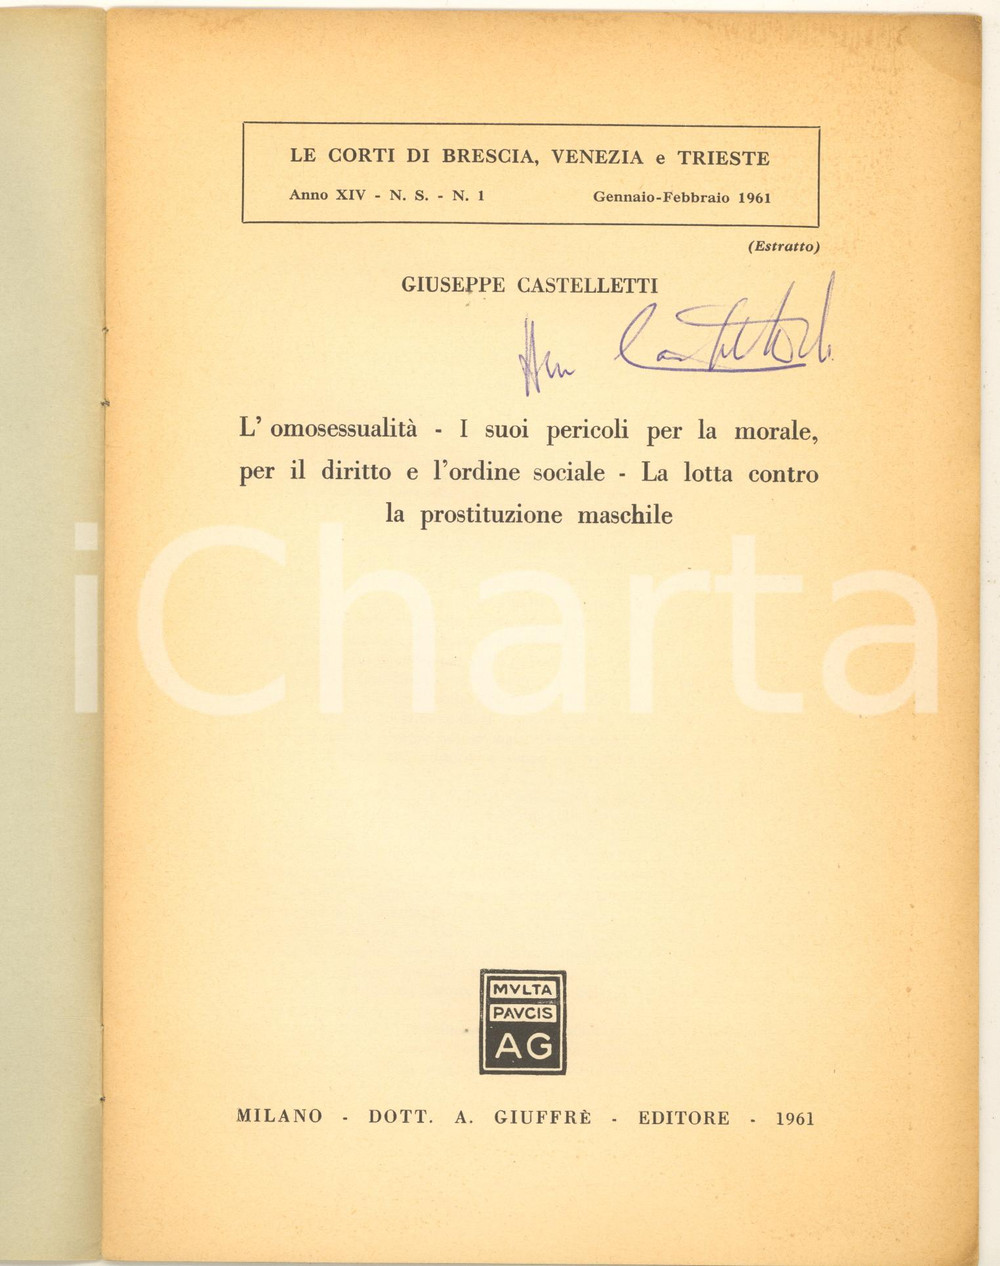 LE CORTI DI BRESCIA, VENEZIA e TRIESTE
Anno XIV - N. S. - N. 1 Gennaio-Febbraio 1961
(Estratto)
GIUSEPPE CASTELLETTI
L' omosessualità - I suoi pericoli per la morale,
per il diritto e l'ordine sociale - La lotta contro
la prostituzione maschile
iCharta
MVLTA
PAVCIS
AG
MILANO - DOTT. A. GIUFFRÈ - EDITORE - 1961